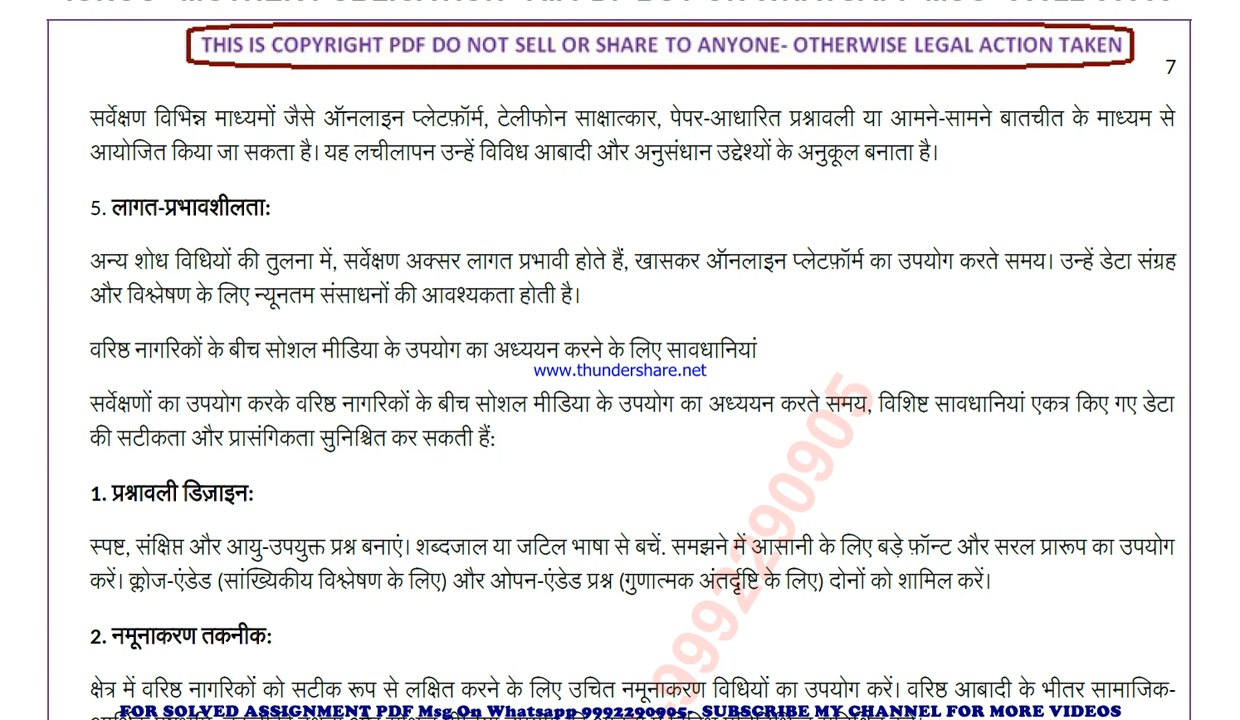 THIS IS COPYRIGHT PDF DO NOT SELL OR SHARE TO ANYONE- OTHERWISE LEGAL ACTION TAKEN
7
सर्वेक्षण विभिन्न माध्यमों जैसे ऑनलाइन प्लेटफ़ॉर्म, टेलीफोन साक्षात्कार, पेपर-आधारित प्रश्नावली या आमने-सामने बातचीत के माध्यम से
आयोजित किया जा सकता है। यह लचीलापन उन्हें विविध आबादी और अनुसंधान उद्देश्यों के अनुकूल बनाता है।
5. लागत-प्रभावशीलता:
अन्य शोध विधियों की तुलना में, सर्वेक्षण अक्सर लागत प्रभावी होते हैं, खासकर ऑनलाइन प्लेटफ़ॉर्म का उपयोग करते समय। उन्हें डेटा संग्रह
और विश्लेषण के लिए न्यूनतम संसाधनों की आवश्यकता होती है।
वरिष्ठ नागरिकों के बीच सोशल मीडिया के उपयोग का अध्ययन करने के लिए सावधानियां
www.thundershare.net
सर्वेक्षणों का उपयोग करके वरिष्ठ नागरिकों के बीच सोशल मीडिया के उपयोग का अध्ययन करते समय, विशिष्ट सावधानियां एकत्र किए गए डेटा
की सटीकता और प्रासंगिकता सुनिश्चित कर सकती हैं:
1. प्रश्नावली डिज़ाइन:
स्पष्ट, संक्षिप्त और आयु-उपयुक्त प्रश्न बनाएं। शब्दजाल या जटिल भाषा से बचें. समझने में आसानी के लिए बड़े फ़ॉन्ट और सरल प्रारूप का उपयोग
करें। क्लोज-एंडेड (सांख्यिकीय विश्लेषण के लिए) और ओपन-एंडेड प्रश्न (गुणात्मक अंतर्दृष्टि के लिए) दोनों को शामिल करें।
9992290905
2. नमूनाकरण तकनीक:
क्षेत्र में वरिष्ठ नागरिकों को सटीक रूप से लक्षित करने के लिए उचित नमूनाकरण विधियों का उपयोग करें। वरिष्ठ आबादी के भीतर सामाजिक-
FOR SOLVED ASSIGNMENT PDF Msg On Whatsapp 9992290905- SUBSCRIBE MY CHANNEL FOR MORE VIDEOS